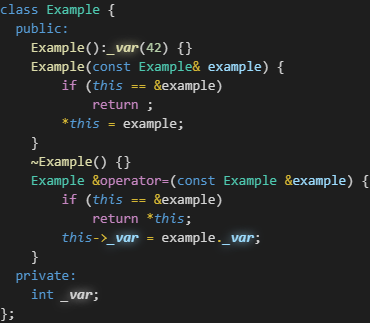 class Example {
public:
Example():_var(42) {}
Example(const Example& example) {
if (this == &example)
return ;
*this = example;
}
~Example() {}
Example &operator=(const Example &example) {
if (this == &example)
return *this;
this->_var = example._var;
}
private:
int _var;
};